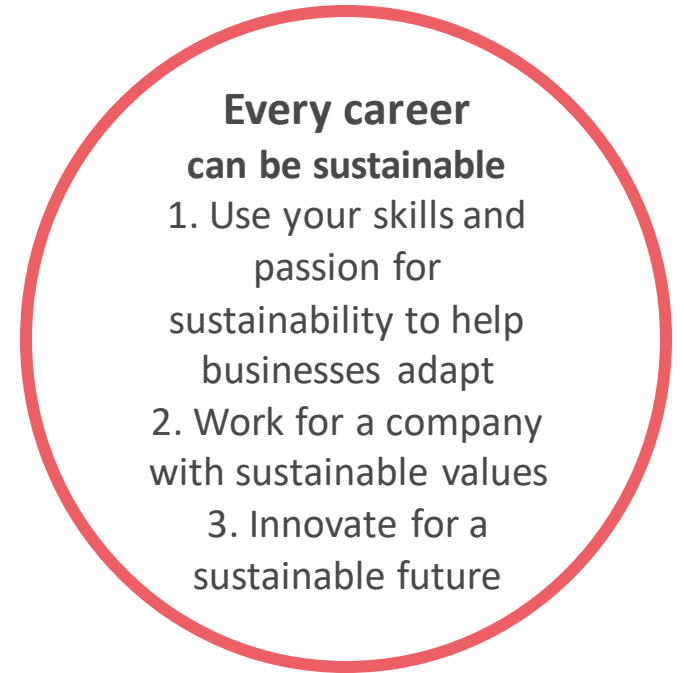 Every career
can be sustainable
1. Use your skills and
passion for
sustainability to help
businesses adapt
2. Work for a company
with sustainable values
3. Innovate for a
sustainable future